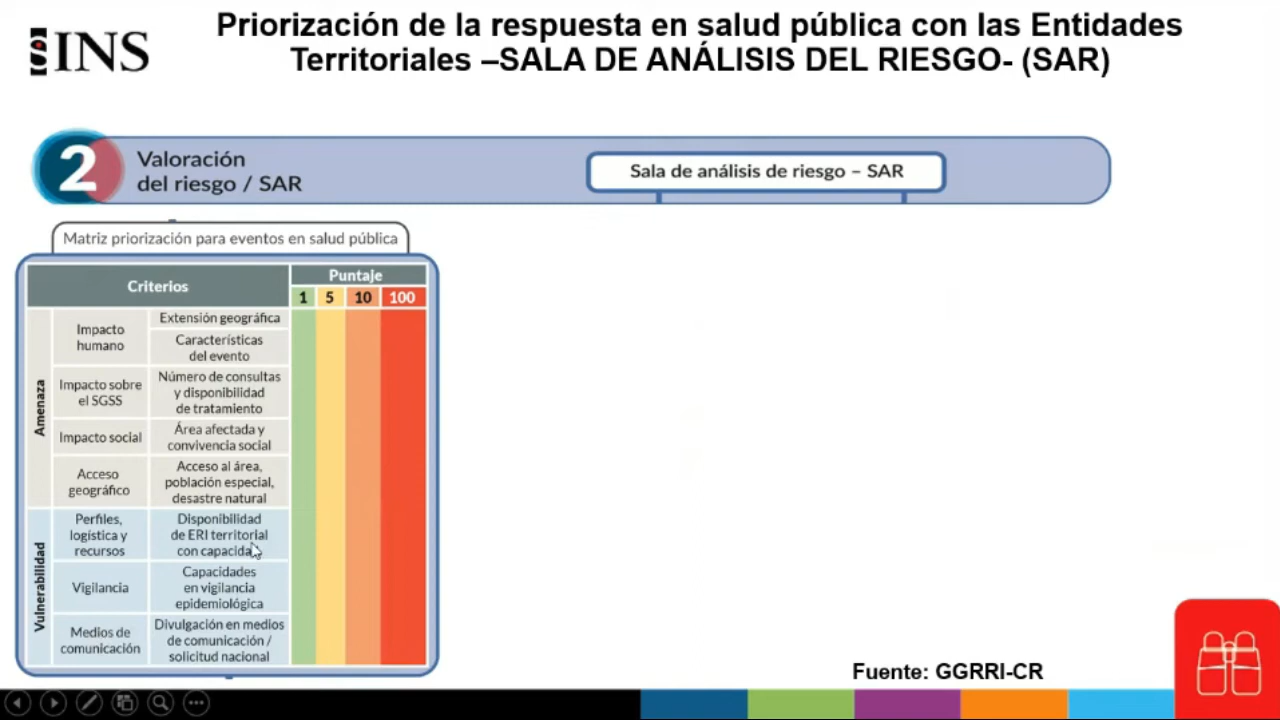 Priorización de la respuesta en salud pública con las Entidades
Territoriales –SALA DE ANÁLISIS DEL RIESGO- (SAR)
INS
2
Valoración
del riesgo / SAR
Sala de análisis de riesgo – SAR
Matriz priorización para eventos en salud pública
Criterios
Puntaje
1 5 10 100
Amenaza
Impacto
humano
Extensión geográfica
Características
del evento
Impacto sobre
el SGSS
Número de consultas
y disponibilidad
de tratamiento
Impacto social
Área afectada y
convivencia social
Acceso
geográfico
Acceso al área,
población especial,
desastre natural
Vulnerabilidad
Perfiles,
logística y
recursos
Disponibilidad
de ERI territorial
con capacidad
Vigilancia
Capacidades
en vigilancia
epidemiológica
Medios de
comunicación
Divulgación en medios
de comunicación /
solicitud nacional
Fuente: GGRRI-CR